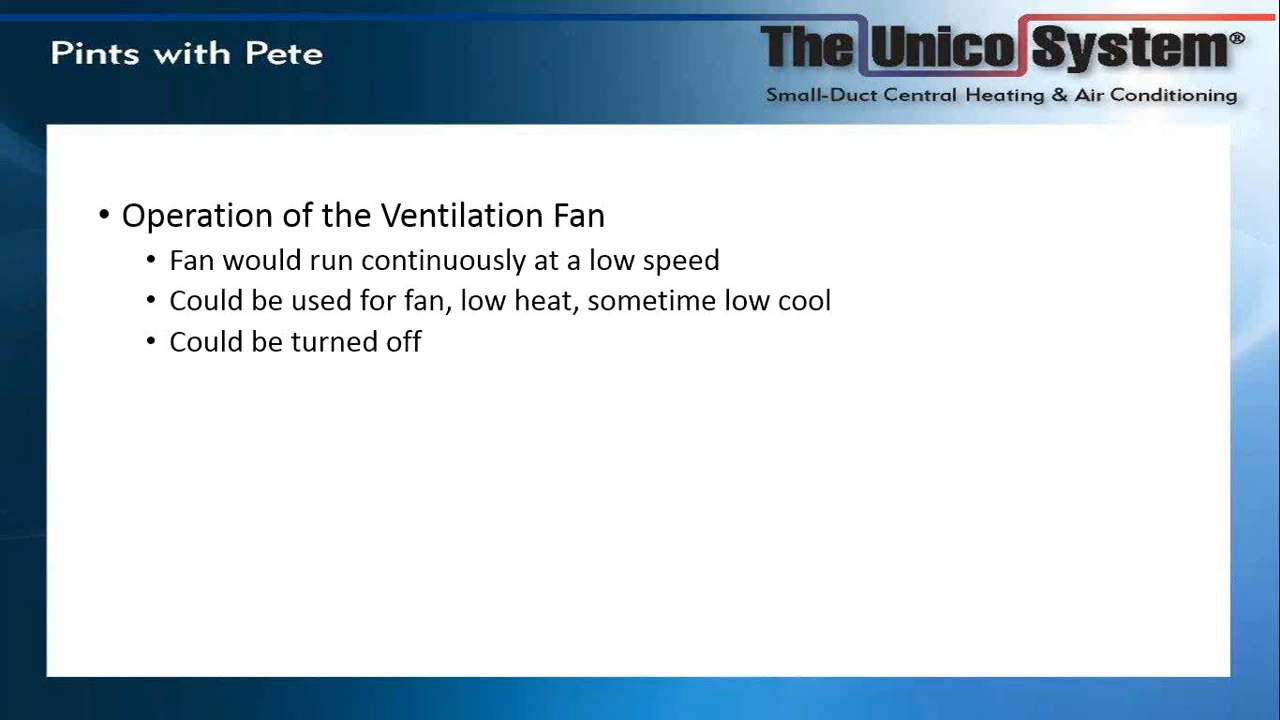 Pints with Pete
The Unico System®
Small-Duct Central Heating & Air Conditioning
• Operation of the Ventilation Fan
• Fan would run continuously at a low speed
• Could be used for fan, low heat, sometime low cool
• Could be turned off